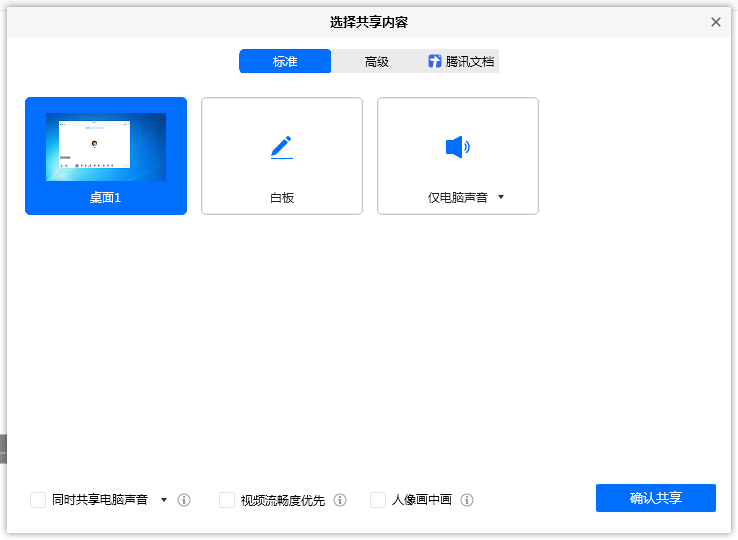 选择共享内容
标准
高级
腾讯文档
桌面1
白板
仅电脑声音
同时共享电脑声音
视频流畅度优先
人像画中画
确认共享